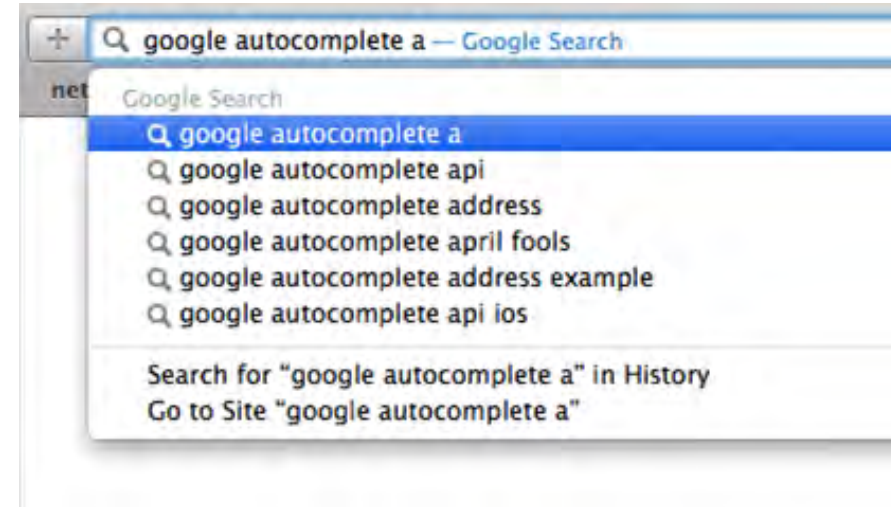 google autocomplete a — Google Search
net
Google Search
google autocomplete a
google autocomplete api
google autocomplete address
google autocomplete april fools
google autocomplete address example
google autocomplete api ios
Search for “google autocomplete a” in History
Go to Site “google autocomplete a”